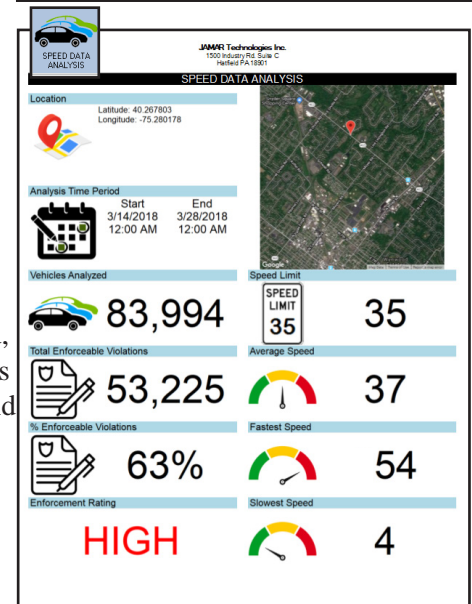 SPEED DATA
ANALYSIS
JAMAR Technologies Inc.
1500 Industry Rd. Suite C
Hatfield PA 18901
SPEED DATA ANALYSIS
Location
Latitude: 40.267803
Longitude: -75.280178
Google
Analysis Time Period
Start End
3/14/2018 3/28/2018
12:00 AM 12:00 AM
Vehicles Analyzed
83,994
Speed Limit
SPEED
LIMIT
35
35
Total Enforceable Violations
53,225
Average Speed
37
% Enforceable Violations
63%
Fastest Speed
54
Enforcement Rating
HIGH
Slowest Speed
4